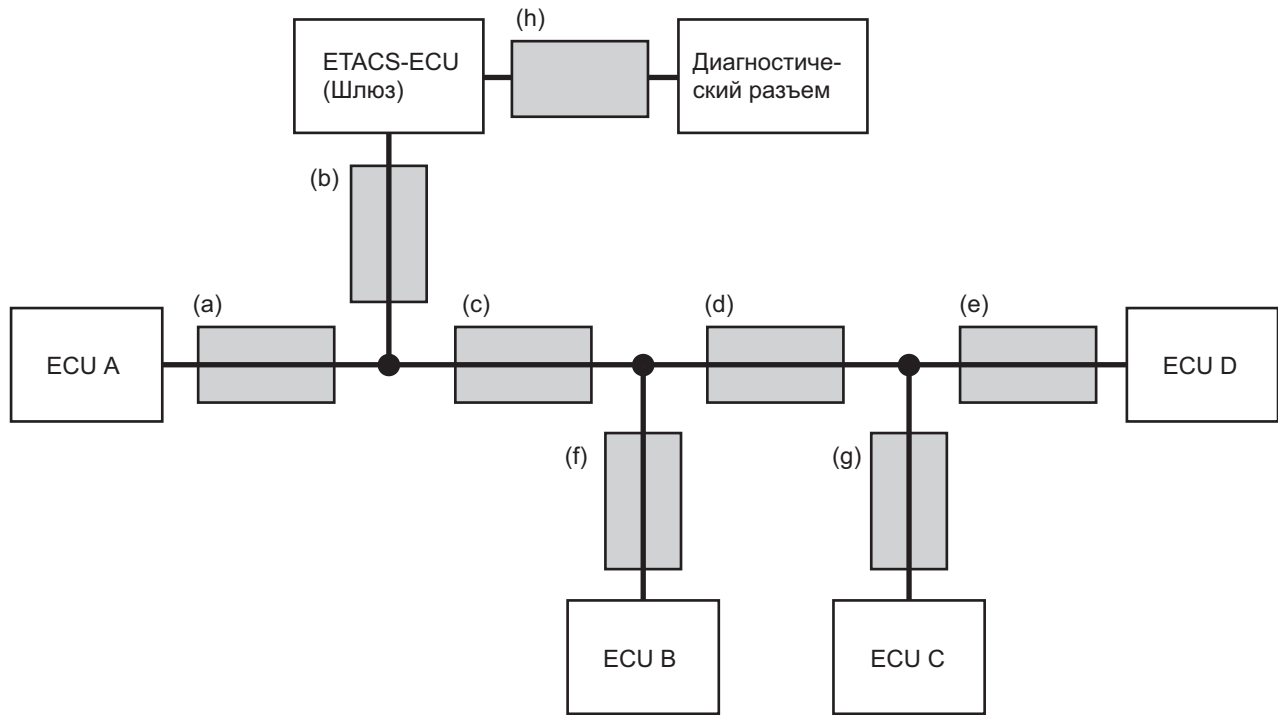 (h)
ETACS-ECU
(Шлюз)
Диагностиче-
ский разъем
(b)
(a)
(c)
(d)
(e)
ECU A
ECU D
(f)
(g)
ECU B
ECU C